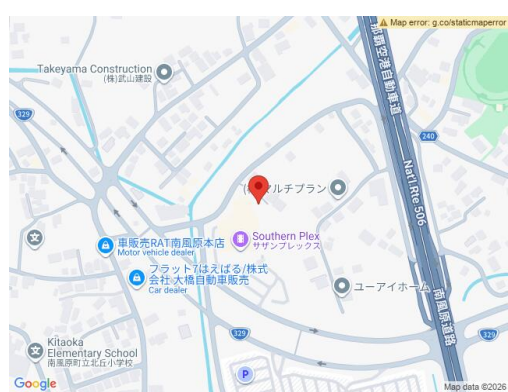 Map error: g.co/staticmaperror
那覇空港自動車道
Takeyama Construction
(株)武山建設
329
329
240
Nat'l Rte 506
(株)マルチプラン
Southern Plex
サザンプレックス
車販売RAT南風原本店
Motor vehicle dealer
フラット7はえばる/株式
会社 大橋自動車販売
Car dealer
ユーアイホーム
南風原道路
Kitaoka
Elementary School
南風原町立北丘小学校
329
329
P
Google
Map data ©2026